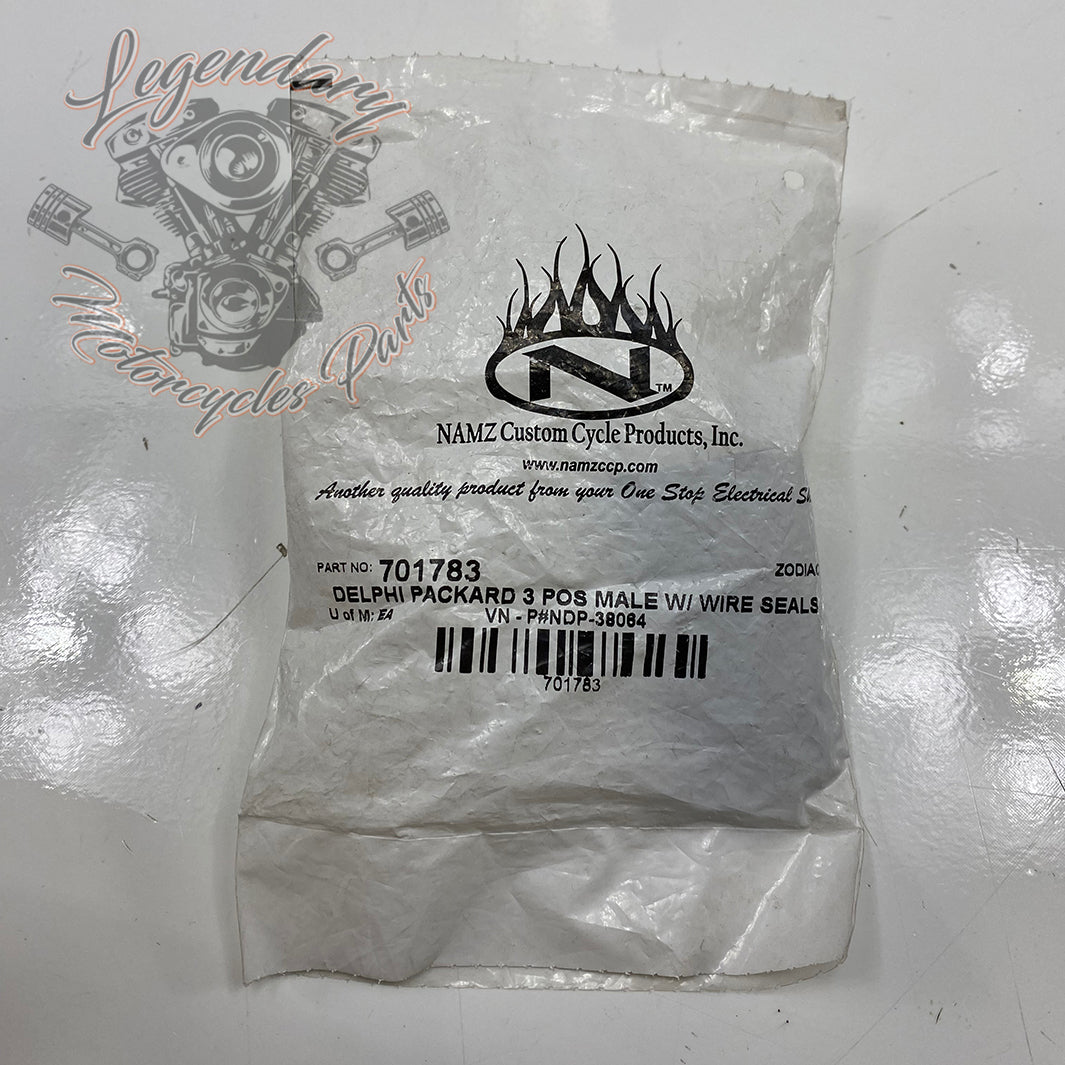 Legendary
Motorcycles Parts
N
TM
NAMZ Custom Cycle Products, Inc.
www.namzccp.com
Another quality product from your One Stop Electrical
PART NO: 701783 ZODIAC
DELPHI PACKARD 3 POS MALE W/ WIRE SEALS
U of M: EA VN - P#NDP-38064
701783